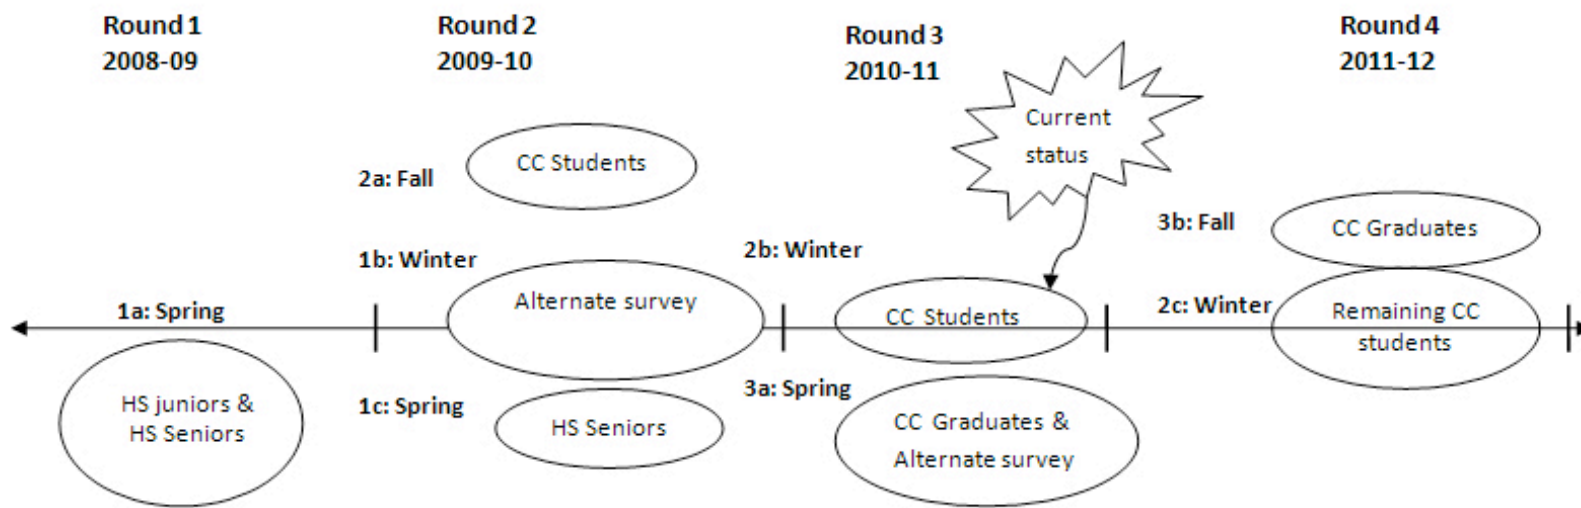 Round 1
2008-09
Round 2
2009-10
Round 3
2010-11
Round 4
2011-12
Current
status
2a: Fall
CC Students
3b: Fall
CC Graduates
1b: Winter
Alternate survey
2b: Winter
1a: Spring
CC Students
2c: Winter
Remaining CC
students
HS juniors &
HS Seniors
1c: Spring
HS Seniors
3a: Spring
CC Graduates &
Alternate survey